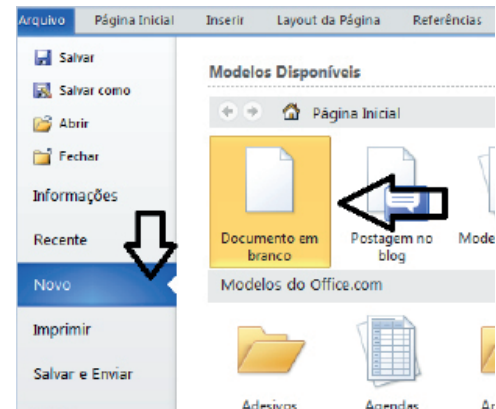 Arquivo Página Inicial Inserir Layout da Página Referências
Salvar
Salvar como
Abrir
Fechar
Informações
Recente
Novo
Imprimir
Salvar e Enviar
Modelos Disponíveis
Página Inicial
Documento em branco
Postagem no blog
Modelos do Office.com
Adesivos
Agendas